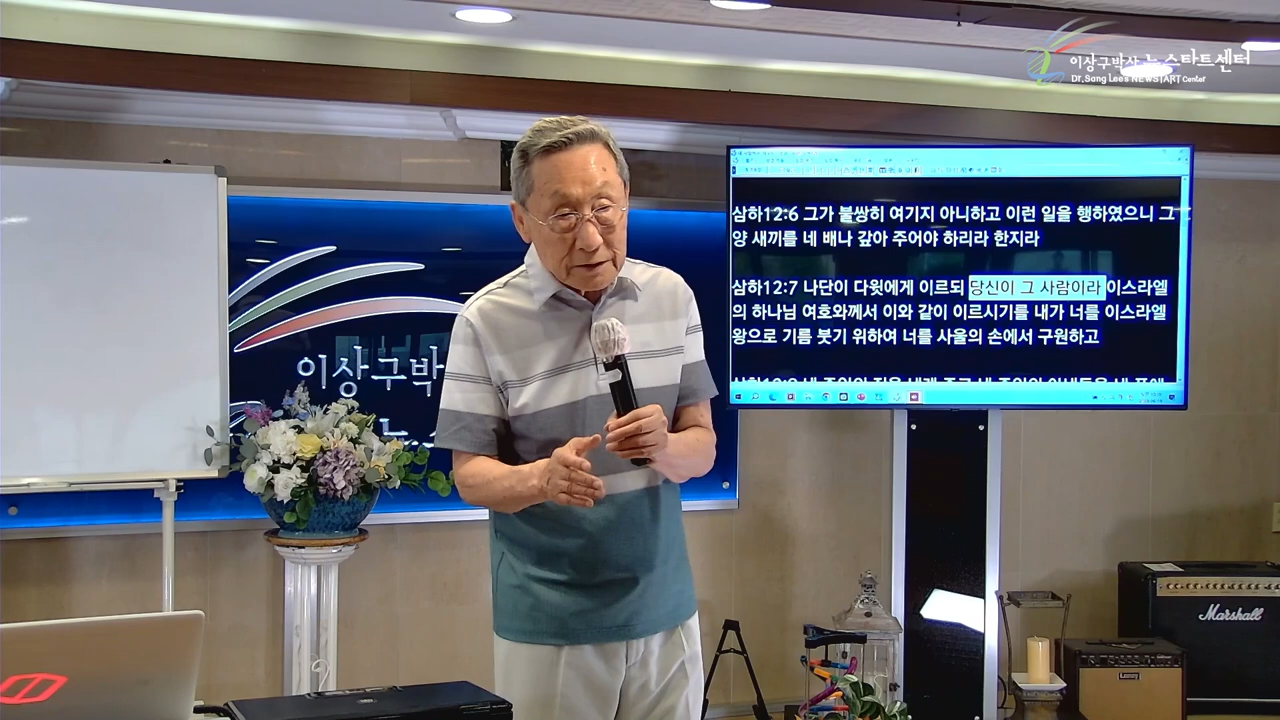 이상구박사 뉴스타트센터
Dr. Sang Lee's NEWSTART Center
삼하12:6 그가 불쌍히 여기지 아니하고 이런 일을 행하였으니 그
양 새끼를 네 배나 갚아 주어야 하리라 한지라
삼하12:7 나단이 다윗에게 이르되 당신이 그 사람이라 이스라엘
의 하나님 여호와께서 이와 같이 이르시기를 내가 너를 이스라엘
왕으로 기름 붓기 위하여 너를 사울의 손에서 구원하고
이상구박
뉴
Marshall
Laney